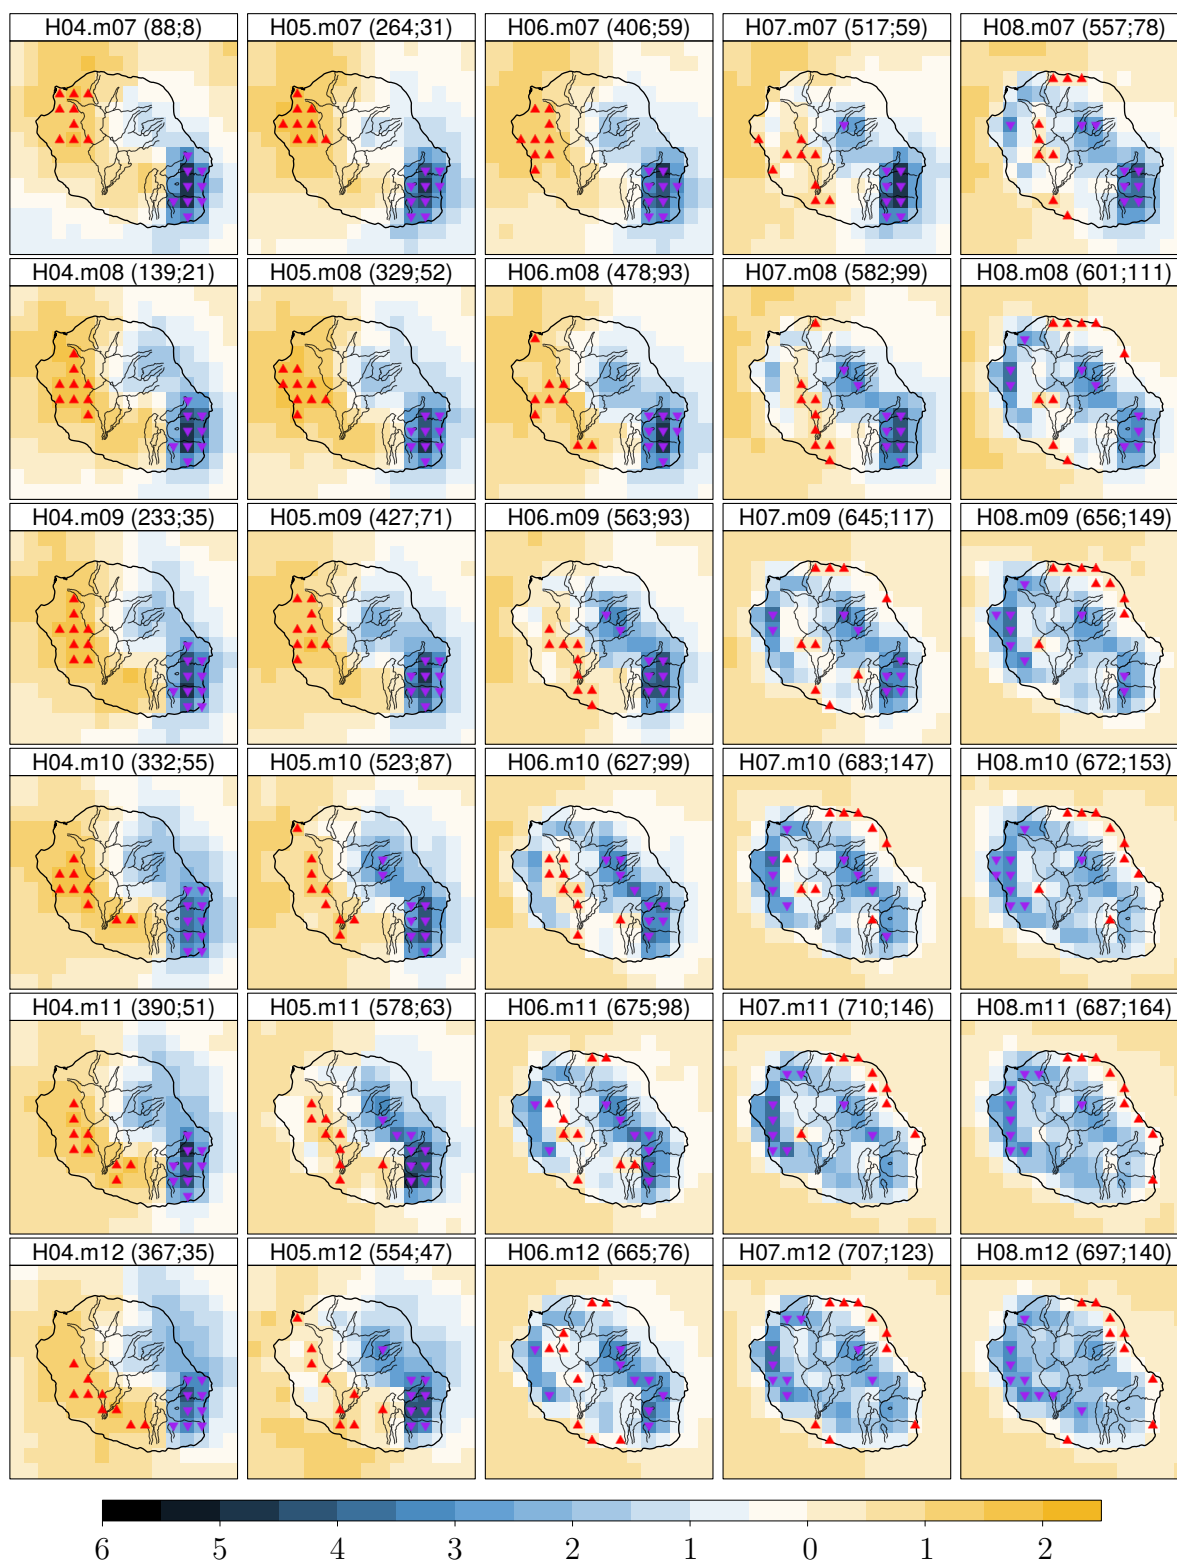 H04.m07 (88;8) H05.m07 (264;31) H06.m07 (406;59) H07.m07 (517;59) H08.m07 (557;78)
H04.m08 (139;21) H05.m08 (329;52) H06.m08 (478;93) H07.m08 (582;99) H08.m08 (601;111)
H04.m09 (233;35) H05.m09 (427;71) H06.m09 (563;93) H07.m09 (645;117) H08.m09 (656;149)
H04.m10 (332;55) H05.m10 (523;87) H06.m10 (627;99) H07.m10 (683;147) H08.m10 (672;153)
H04.m11 (390;51) H05.m11 (578;63) H06.m11 (675;98) H07.m11 (710;146) H08.m11 (687;164)
H04.m12 (367;35) H05.m12 (554;47) H06.m12 (665;76) H07.m12 (707;123) H08.m12 (697;140)
6 5 4 3 2 1 0 1 2